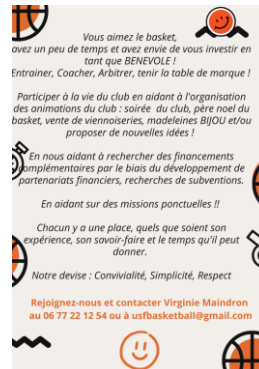 Vous aimez le basket,
avez un peu de temps et avez envie de vous investir en
tant que BENEVOLE !
Entrainer, Coacher, Arbitrer, tenir la table de marque !
Participer à la vie du club en aidant à l'organisation
des animations du club : soirée du club, père noel du
basket, vente de viennoiseries, madeleines BIJOU et/ou
proposer de nouvelles idées !
En nous aidant à rechercher des financements
complémentaires par le biais du développement de
partenariats financiers, recherches de subventions.
En aidant sur des missions ponctuelles !!
Chacun y a une place, quels que soient son
expérience, son savoir-faire et le temps qu'il peut
donner.
Notre devise : Convivialité, Simplicité, Respect
Rejoignez-nous et contacter Virginie Maindron
au 06 77 22 12 54 ou à usfbasketball@gmail.com